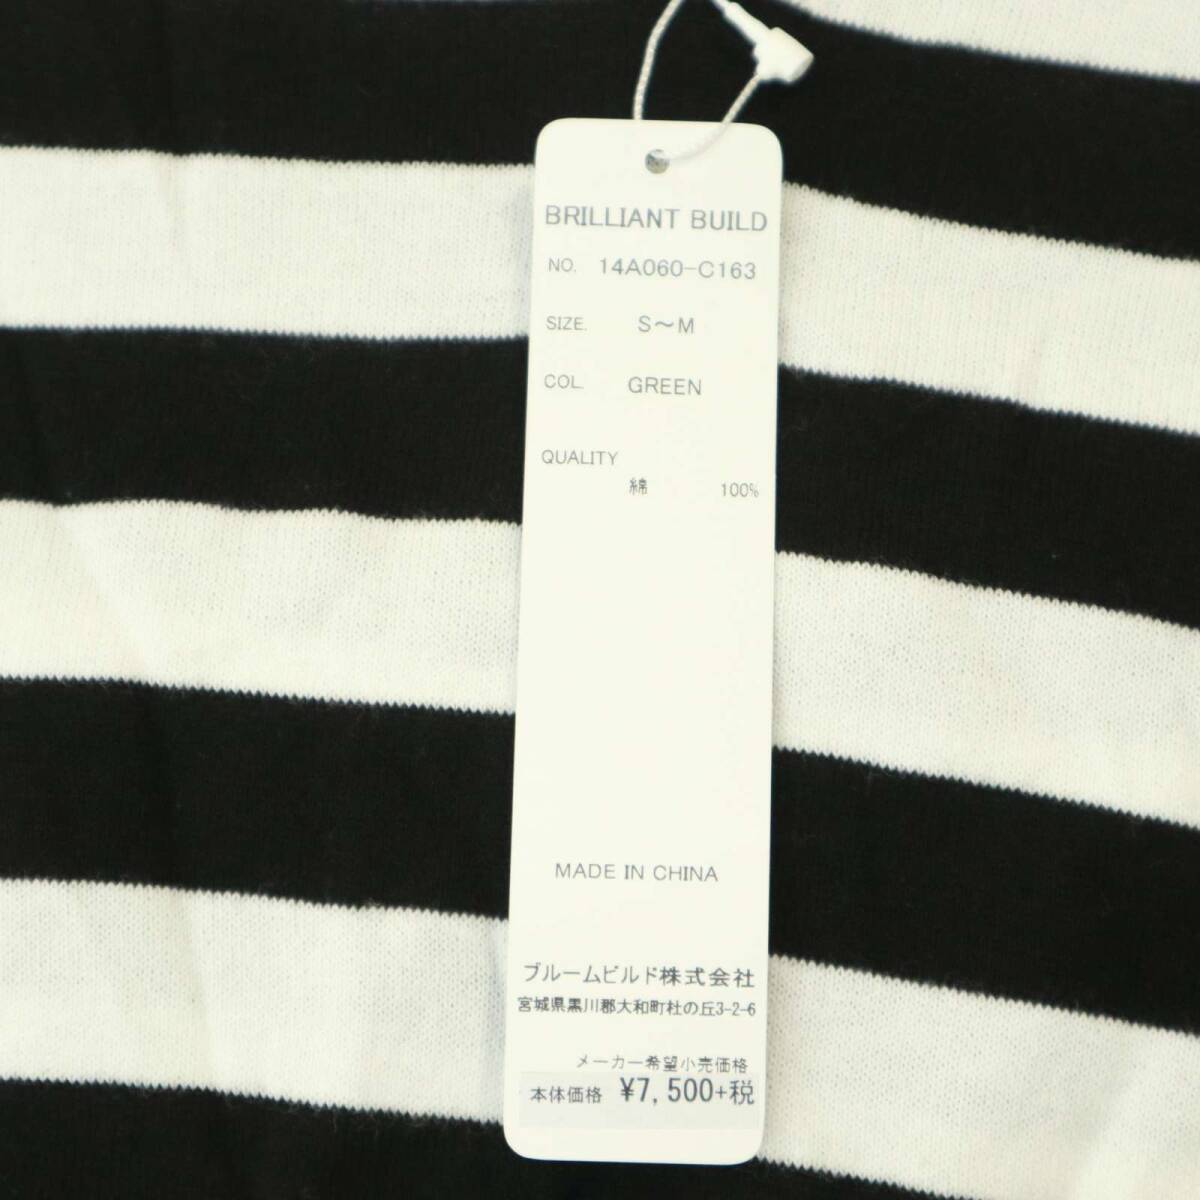 BRILLIANT BUILD
NO. 14A060-C163
SIZE. S～M
COL. GREEN
QUALITY
綿 100%
MADE IN CHINA
ブルームビルド株式会社
宮城県黒川郡大和町杜の丘3-2-6
メーカー希望小売価格
本体価格 ¥7,500+税